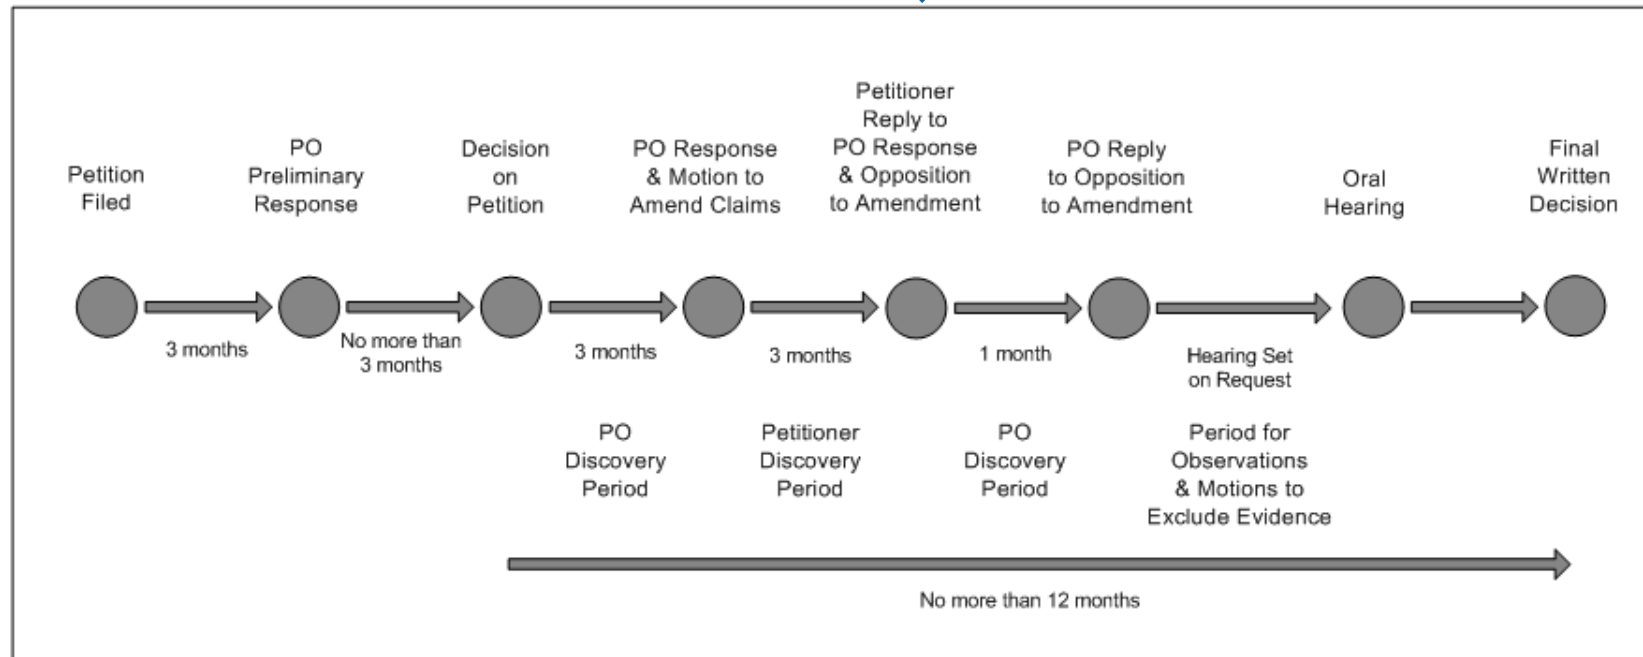 Petition
Filed
PO
Preliminary
Response
Decision
on
Petition
PO Response
& Motion to
Amend Claims
Petitioner
Reply to
PO Response
& Opposition
to Amendment
PO Reply
to Opposition
to Amendment
Oral
Hearing
Final
Written
Decision
3 months
No more than
3 months
3 months
3 months
1 month
Hearing Set
on Request
PO
Discovery
Period
Petitioner
Discovery
Period
PO
Discovery
Period
Period for
Observations
& Motions to
Exclude Evidence
No more than 12 months